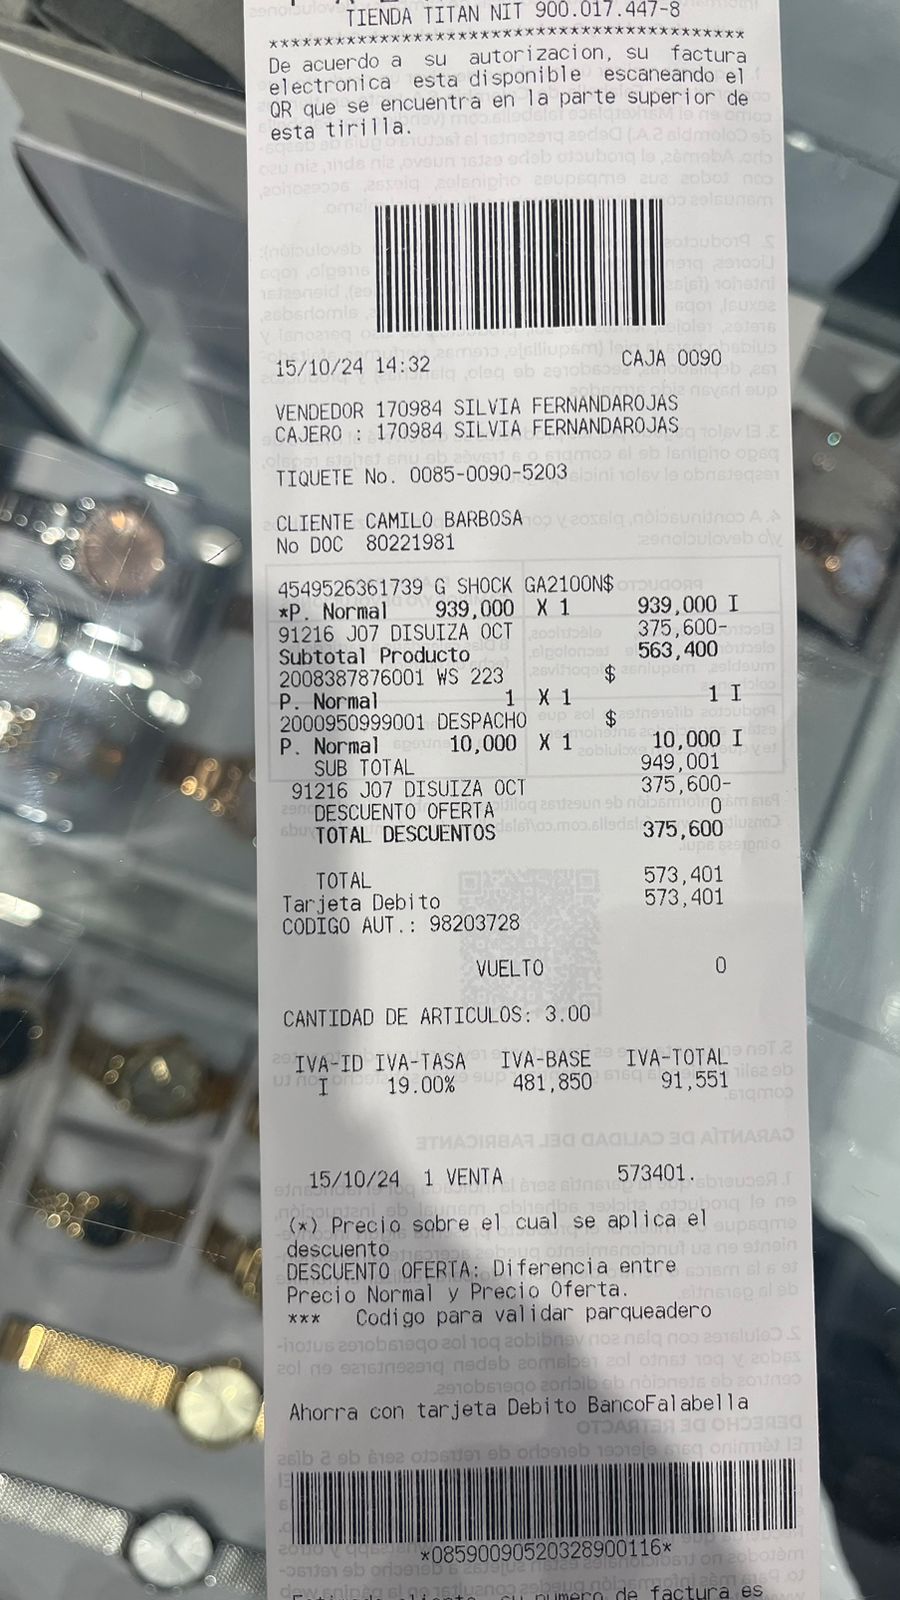 TIENDA TITAN NIT 900.017.447-8
******************************************
De acuerdo a su autorizacion, su factura
electronica esta disponible escaneando el
QR que se encuentra en la parte superior de
esta tirilla.
15/10/24 14:32 CAJA 0090
VENDEDOR 170984 SILVIA FERNANDAROJAS
CAJERO : 170984 SILVIA FERNANDAROJAS
TIQUETE No. 0085-0090-5203
CLIENTE CAMILO BARBOSA
No DOC 80221981
4549526361739 G SHOCK GA2100N$
*P. Normal 939,000 X 1 939,000 I
91216 J07 DISUIZA OCT 375,600-
Subtotal Producto 563,400
2008387876001 WS 223 $
P. Normal 1 X 1 1 I
2000950999001 DESPACHO $
P. Normal 10,000 X 1 10,000 I
SUB TOTAL 949,001
91216 J07 DISUIZA OCT 375,600-
DESCUENTO OFERTA 0
TOTAL DESCUENTOS 375,600
TOTAL 573,401
Tarjeta Debito 573,401
CODIGO AUT.: 98203728
VUELTO 0
CANTIDAD DE ARTICULOS: 3.00
IVA-ID IVA-TASA IVA-BASE IVA-TOTAL
I 19.00% 481,850 91,551
15/10/24 1 VENTA 573401.
(*) Precio sobre el cual se aplica el
descuento
DESCUENTO OFERTA: Diferencia entre
Precio Normal y Precio Oferta.
*** Codigo para validar parqueadero
Ahorra con tarjeta Debito BancoFalabella
*08590090520328900116*
su numero de factura es